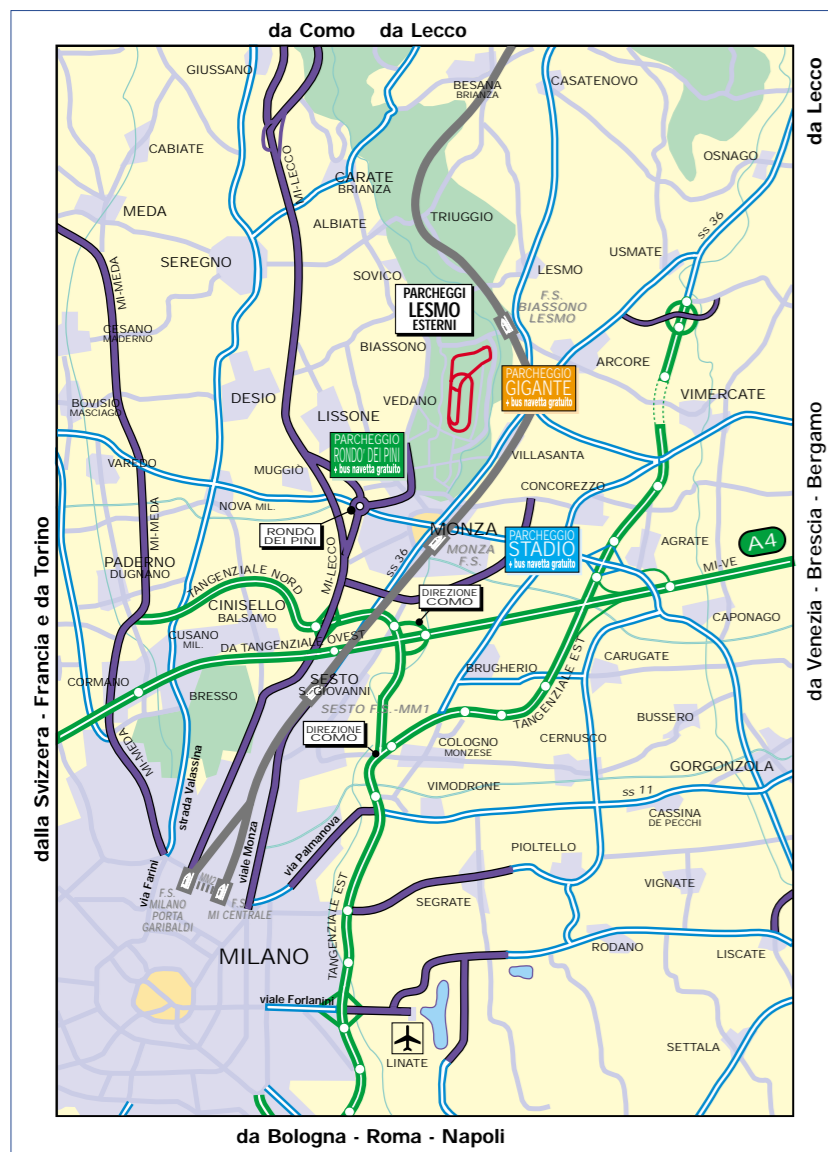 da Como da Lecco
GIUSSANO
BESANA
BRIANZA
CASATENOVO
da Lecco
CABIATE
OSNAGO
MI-LECCO
CARATE
BRIANZA
MEDA
ALBIATE
TRIUGGIO
ss 36
USMATE
SEREGNO
SOVICO
LESMO
MI-MEDA
F.S.
BIASSONO
LESMO
PARCHEGGI
LESMO
ESTERNI
CESANO
MADERNO
BIASSONO
ARCORE
PARCHEGGIO
GIGANTE
+ bus navetta gratuito
VIMERCATE
BOVISIO
MASCIAGO
DESIO
VEDANO
LISSONE
PARCHEGGIO
RONDO' DEI PINI
+ bus navetta gratuito
VILLASANTA
VAREDO
MUGGIÒ
CONCOREZZO
NOVA MIL.
RONDO
DEI PINI
MONZA
MONZA
F.S.
PARCHEGGIO
STADIO
+ bus navetta gratuito
AGRATE
A4
MI-VE
MI-MEDA
PADERNO
DUGNANO
TANGENZIALE NORD
MI-LECCO
ss 36
DIREZIONE
COMO
CINISELLO
BALSAMO
CAPONAGO
CUSANO
MIL.
DA TANGENZIALE OVEST
BRUGHERIO
CARUGATE
CORMANO
BRESSO
SESTO
S. GIOVANNI
SESTO F.S.-MM1
TANGENZIALE EST
BUSSERO
DIREZIONE
COMO
COLOGNO
MONZESE
CERNUSCO
MI-MEDA
GORGONZOLA
strada Valassina
VIMODRONE
ss 11
CASSINA
DE PECCHI
viale Monza
via Palmanova
PIOLTELLO
via Farini
MM2
F.S.
MILANO
PORTA
GARIBALDI
F.S.
MI CENTRALE
SEGRATE
VIGNATE
TANGENZIALE EST
MILANO
RODANO
LISCATE
viale Forlanini
LINATE
SETTALA
da Bologna - Roma - Napoli
dalla Svizzera - Francia e da Torino
da Venezia - Brescia - Bergamo